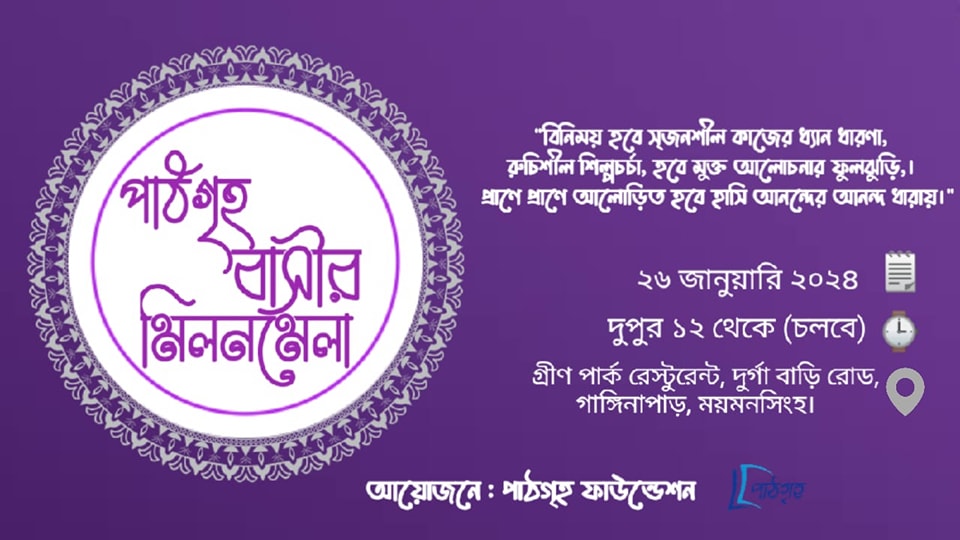 পাঠগৃহ
বাসীর
মিলনমেলা
"বিনিময় হবে সৃজনশীল কাজের ধ্যান ধারণা,
রুচিশীল শিল্পচর্চা, হবে মুক্ত আলোচনার ফুলঝুড়ি,।
প্রাণে প্রাণে আলোড়িত হবে হাসি আনন্দের আনন্দ ধারায়।"
২৬ জানুয়ারি ২০২৪
দুপুর ১২ থেকে (চলবে)
গ্রীণ পার্ক রেস্টুরেন্ট, দুর্গা বাড়ি রোড,
গাঙ্গিনাপাড়, ময়মনসিংহ।
আয়োজনে : পাঠগৃহ ফাউন্ডেশন
পাঠগৃহ